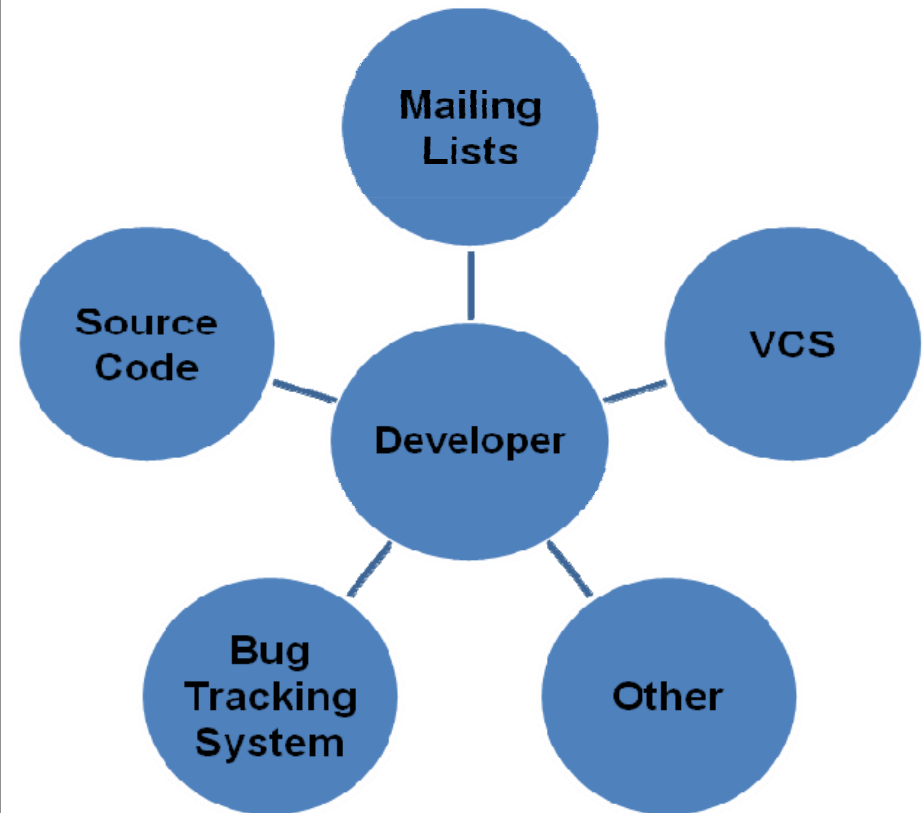 Mailing
Lists
Source
Code
VCS
Developer
Bug
Tracking
System
Other